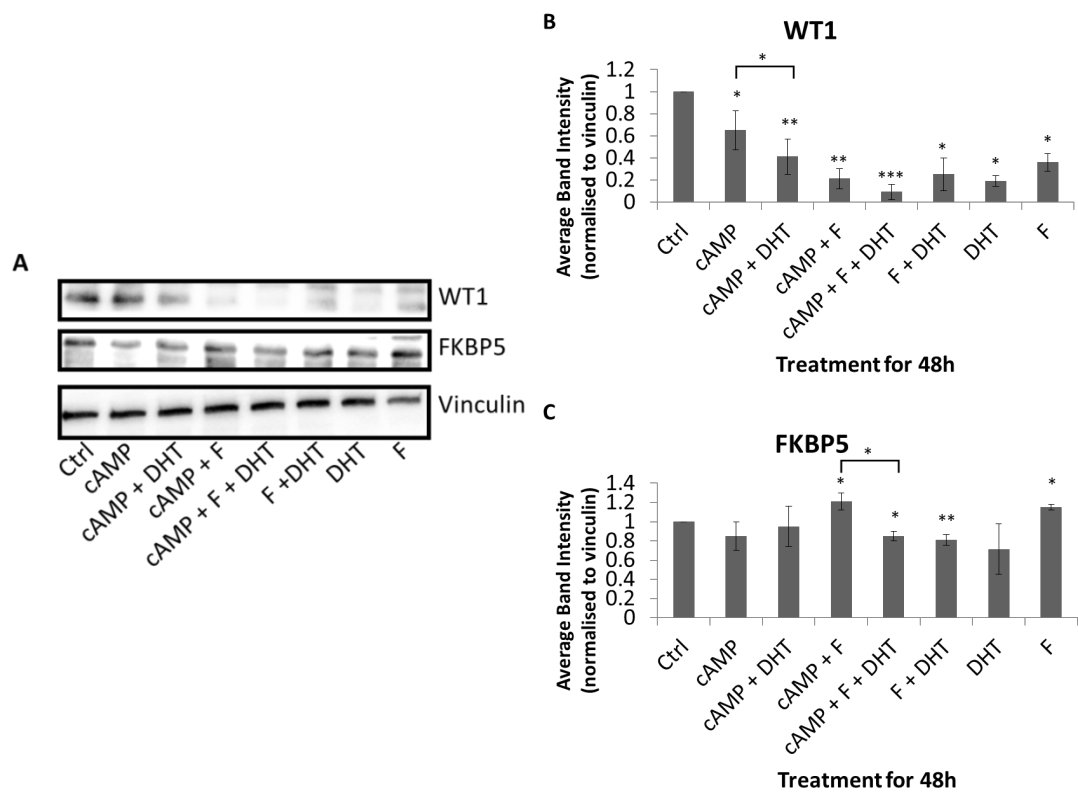 A
WT1
FKBP5
Vinculin
Ctrl
cAMP
cAMP + DHT
cAMP + F
cAMP + F + DHT
F +DHT
DHT
F
B
WT1
Average Band Intensity
(normalised to vinculin)
1.2
1
0.8
0.6
0.4
0.2
0
*
*
**
**
***
*
*
*
Ctrl
cAMP
cAMP + DHT
cAMP + F
cAMP + F + DHT
F + DHT
DHT
F
Treatment for 48h
C
FKBP5
Average Band Intensity
(normalised to vinculin)
1.4
1.2
1
0.8
0.6
0.4
0.2
0
*
*
*
**
*
Ctrl
cAMP
cAMP + DHT
cAMP + F
cAMP + F + DHT
F + DHT
DHT
F
Treatment for 48h